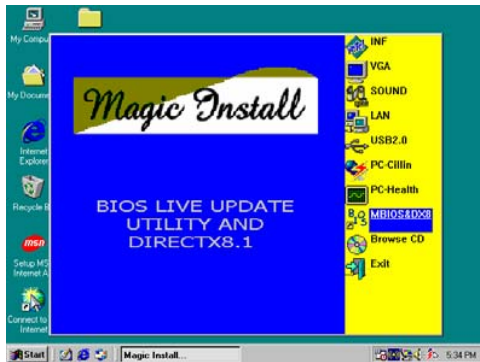 My Compu
My Docume
Internet
Explorer
Recycle B
msn
Setup MS
Internet A
Connect to
Internet
Magic Install
BIOS LIVE UPDATE
UTILITY AND
DIRECTX8.1
INF
VGA
SOUND
LAN
USB2.0
PC-Cillin
PC-Health
MBIOS&DX8
Browse CD
Exit
Start
Magic Install...
5:34 PM